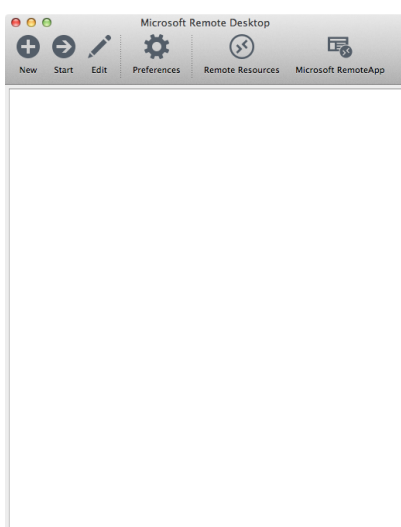 Microsoft Remote Desktop
New Start Edit Preferences Remote Resources Microsoft RemoteApp